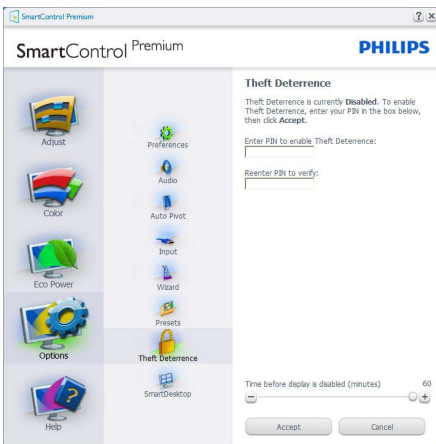 SmartControl Premium
? X
SmartControl Premium
PHILIPS
Adjust
Color
Eco Power
Options
Help
Preferences
Audio
Auto Pivot
Input
Wizard
Presets
Theft Deterrence
SmartDesktop
Theft Deterrence
Theft Deterrence is currently Disabled. To enable
Theft Deterrence, enter your PIN in the box below,
then click Accept.
Enter PIN to enable Theft Deterrence:
Reenter PIN to verify:
Time before display is disabled (minutes) 60
Accept Cancel